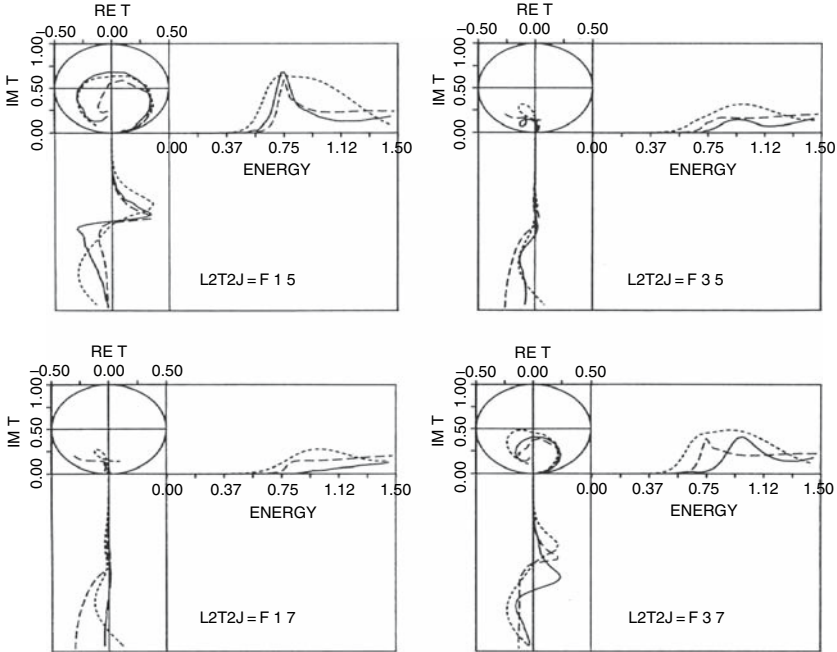 RE T
−0.50 0.00 0.50
IM T
0.00 0.50 1.00
0.00 0.37 0.75 1.12 1.50
ENERGY
L2T2J = F 1 5
RE T
−0.50 0.00 0.50
IM T
0.00 0.50 1.00
0.00 0.37 0.75 1.12 1.50
ENERGY
L2T2J = F 3 5
RE T
−0.50 0.00 0.50
IM T
0.00 0.50 1.00
0.00 0.37 0.75 1.12 1.50
ENERGY
L2T2J = F 1 7
RE T
−0.50 0.00 0.50
IM T
0.00 0.50 1.00
0.00 0.37 0.75 1.12 1.50
ENERGY
L2T2J = F 3 7